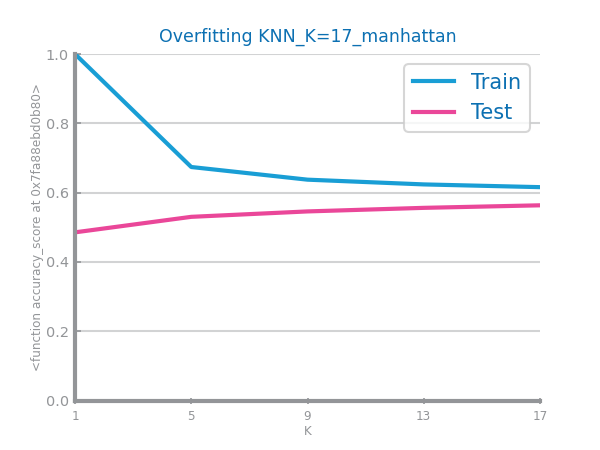 Overfitting KNN_K=17_manhattan
<function accuracy_score at 0x7fa88ebd0b80>
1.0
0.8
0.6
0.4
0.2
0.0
Train
Test
1 5 9 13 17
K